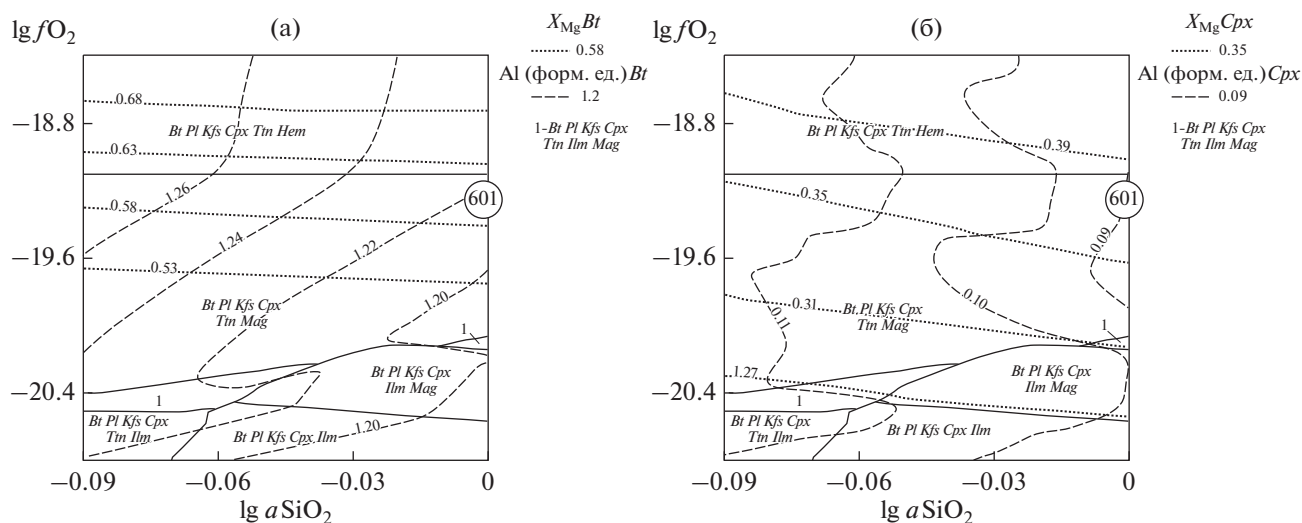 lg fO2
(а)
X Mg Bt
0.58
Al (форм. ед.) Bt
1.2
1–Bt Pl Kfs Cpx
Ttn Ilm Mag
−18.8
−19.6
−20.4
0.68
Bt Pl Kfs Cpx Ttn Hem
0.63
1.26
0.58
601
1.24
1.22
0.53
1.20
Bt Pl Kfs Cpx
Ttn Mag
1
Bt Pl Kfs Cpx
Ilm Mag
1
Bt Pl Kfs Cpx
Ttn Ilm
Bt Pl Kfs Cpx Ilm
1.20
−0.09
−0.06
−0.03
0
lg aSiO2
lg fO2
(б)
X Mg Cpx
0.35
Al (форм. ед.) Cpx
0.09
1–Bt Pl Kfs Cpx
Ttn Ilm Mag
−18.8
−19.6
−20.4
Bt Pl Kfs Cpx Ttn Hem
0.39
0.35
601
0.09
0.10
0.31
Bt Pl Kfs Cpx
Ttn Mag
0.11
1
1.27
Bt Pl Kfs Cpx
Ilm Mag
1
Bt Pl Kfs Cpx
Ttn Ilm
Bt Pl Kfs Cpx Ilm
−0.09
−0.06
−0.03
0
lg aSiO2